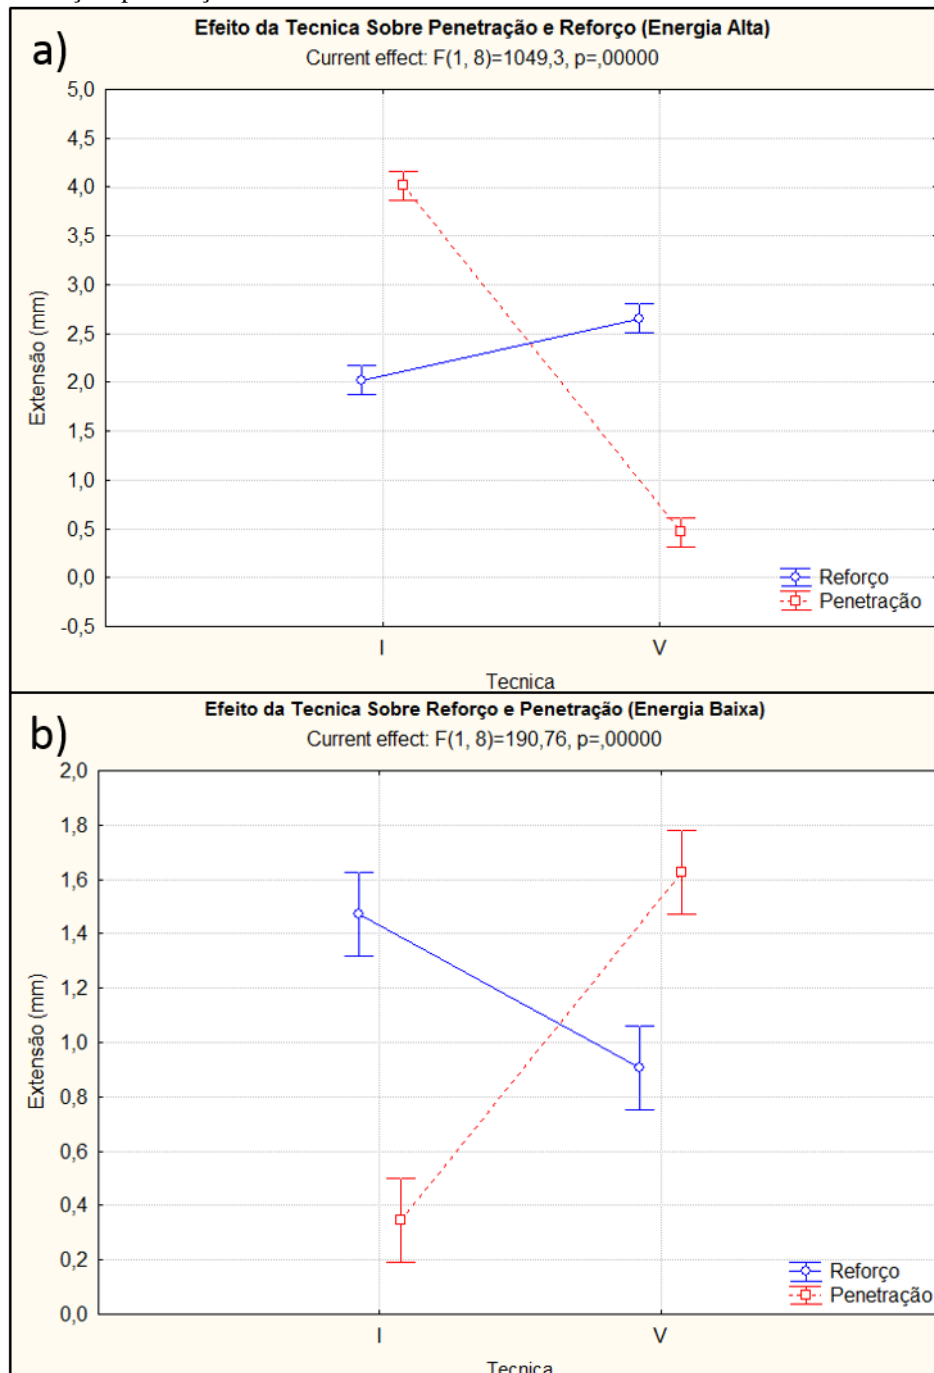 a)
Efeito da Tecnica Sobre Penetração e Reforço (Energia Alta)
Current effect: F(1, 8)=1049,3, p=,00000
5,0
4,5
4,0
3,5
3,0
2,5
2,0
1,5
1,0
0,5
0,0
-0,5
Extensão (mm)
Reforço
Penetração
I
V
Tecnica
b)
Efeito da Tecnica Sobre Reforço e Penetração (Energia Baixa)
Current effect: F(1, 8)=190,76, p=,00000
2,0
1,8
1,6
1,4
1,2
1,0
0,8
0,6
0,4
0,2
0,0
Extensão (mm)
Reforço
Penetração
I
V
Tecnica